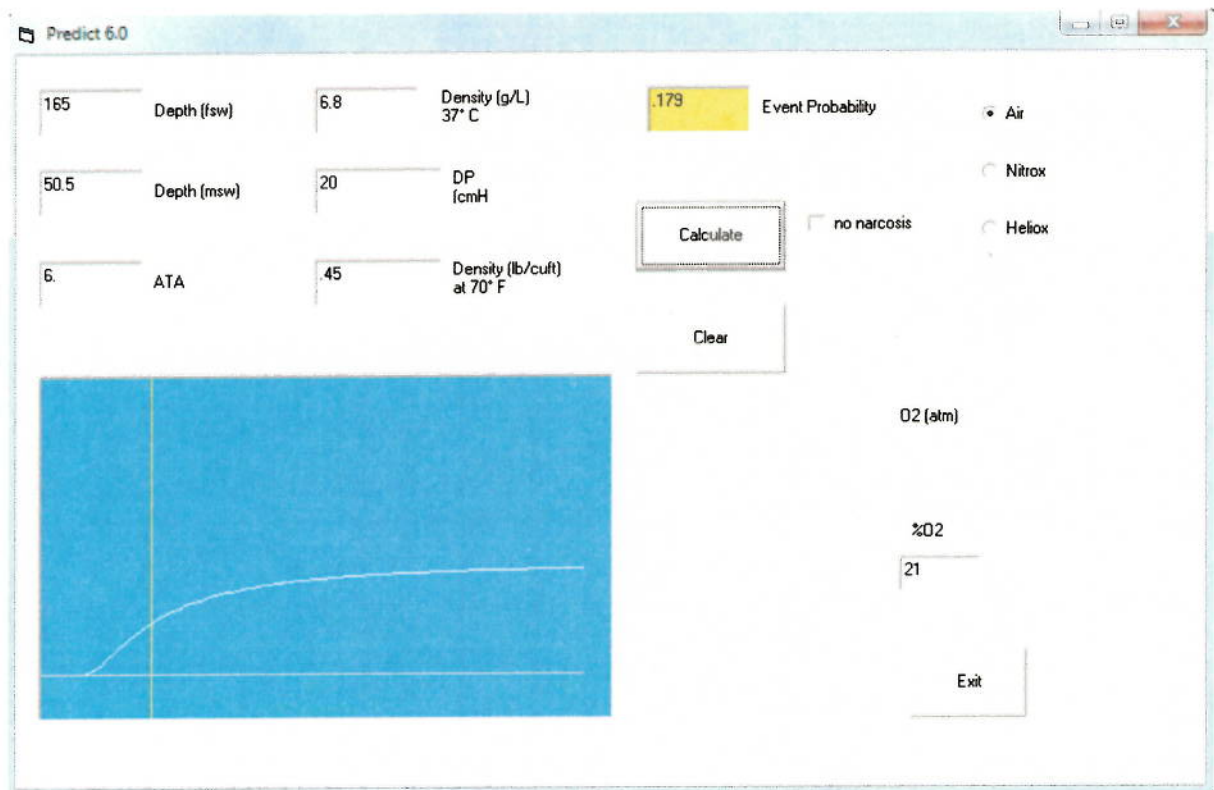 Predict 6.0
165 Depth (fsw)
6.8 Density (g/L)
37° C
.179 Event Probability
Air
50.5 Depth (msw)
20 DP
(cmH
Nitrox
Calculate
no narcosis
Heliox
6. ATA
.45 Density (lb/cuft)
at 70° F
Clear
O2 (atm)
%O2
21
Exit